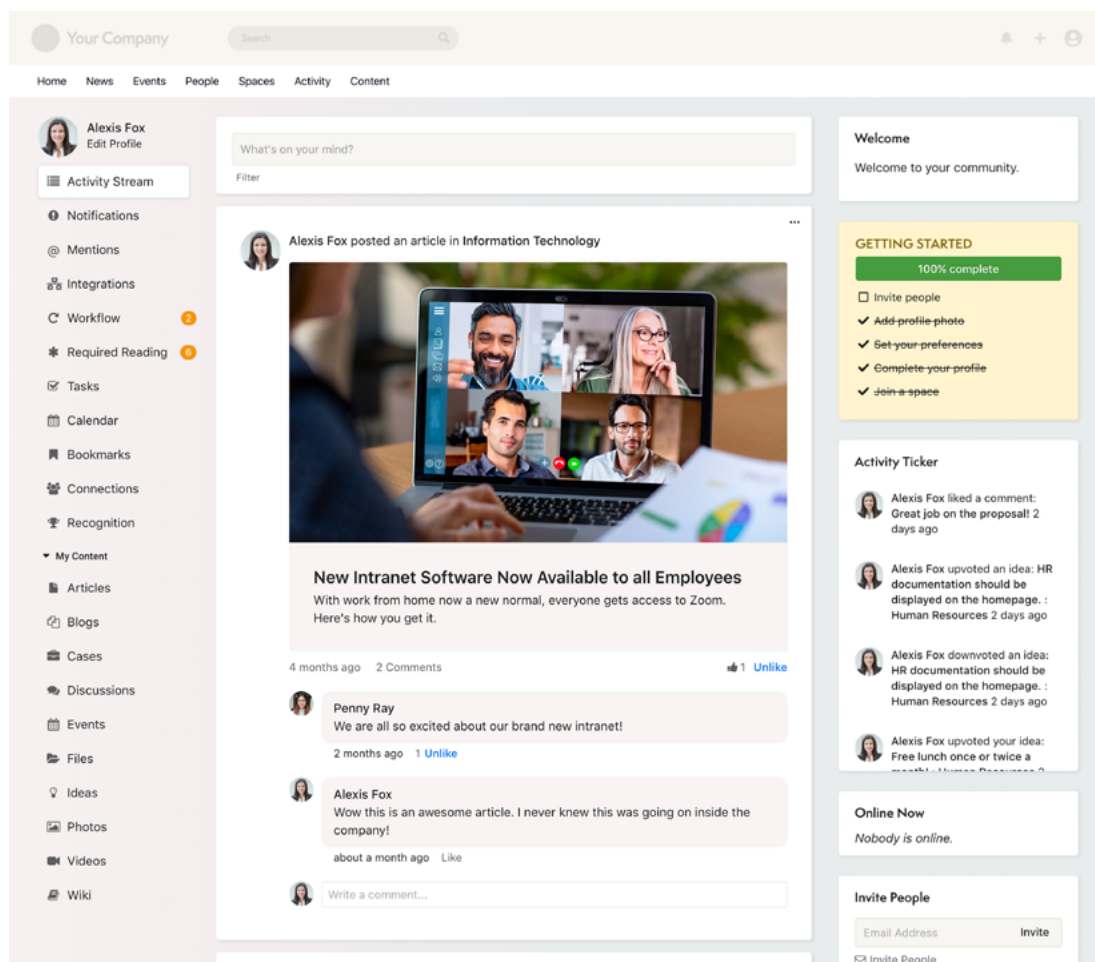 Your Company
Search
Home News Events People Spaces Activity Content
Alexis Fox
Edit Profile
Activity Stream
Notifications
@ Mentions
Integrations
Workflow 2
Required Reading 6
Tasks
Calendar
Bookmarks
Connections
Recognition
My Content
Articles
Blogs
Cases
Discussions
Events
Files
Ideas
Photos
Videos
Wiki
What's on your mind?
Filter
Alexis Fox posted an article in Information Technology
New Intranet Software Now Available to all Employees
With work from home now a new normal, everyone gets access to Zoom.
Here's how you get it.
4 months ago 2 Comments 1 Unlike
Penny Ray
We are all so excited about our brand new intranet!
2 months ago 1 Unlike
Alexis Fox
Wow this is an awesome article. I never knew this was going on inside the
company!
about a month ago Like
Write a comment...
Welcome
Welcome to your community.
GETTING STARTED
100% complete
Invite people
Add profile photo
Set your preferences
Complete your profile
Join a space
Activity Ticker
Alexis Fox liked a comment:
Great job on the proposal! 2
days ago
Alexis Fox upvoted an idea: HR
documentation should be
displayed on the homepage. :
Human Resources 2 days ago
Alexis Fox downvoted an idea:
HR documentation should be
displayed on the homepage. :
Human Resources 2 days ago
Alexis Fox upvoted your idea:
Free lunch once or twice a
month! : Human Resources 2
Online Now
Nobody is online.
Invite People
Email Address Invite
Invite People